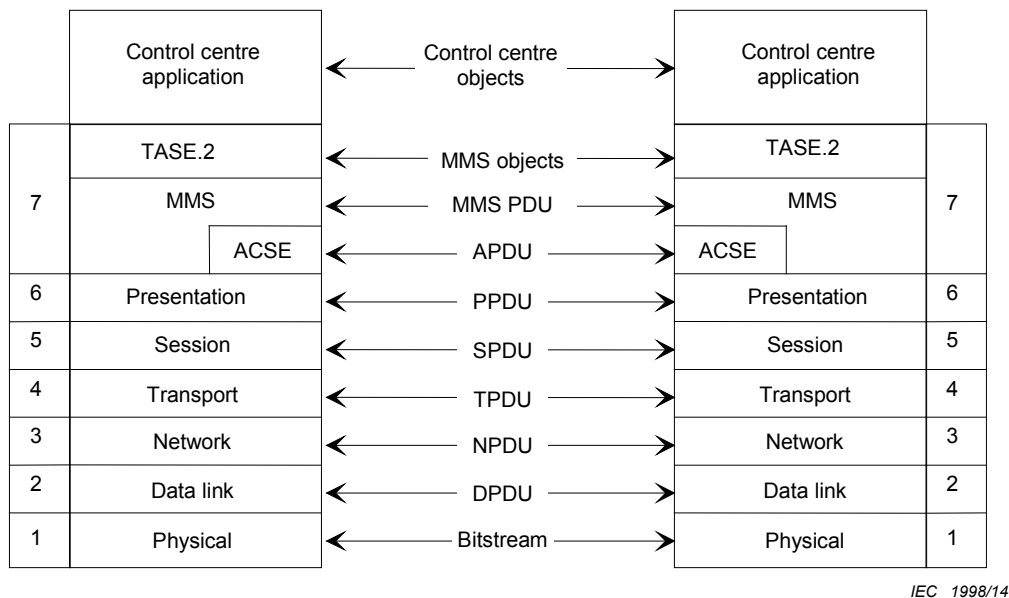 Control centre
application
Control centre
objects
Control centre
application
7
TASE.2
MMS objects
TASE.2
7
MMS
MMS PDU
MMS
ACSE
APDU
ACSE
6
Presentation
PPDU
Presentation
6
5
Session
SPDU
Session
5
4
Transport
TPDU
Transport
4
3
Network
NPDU
Network
3
2
Data link
DPDU
Data link
2
1
Physical
Bitstream
Physical
1
IEC 1998/14